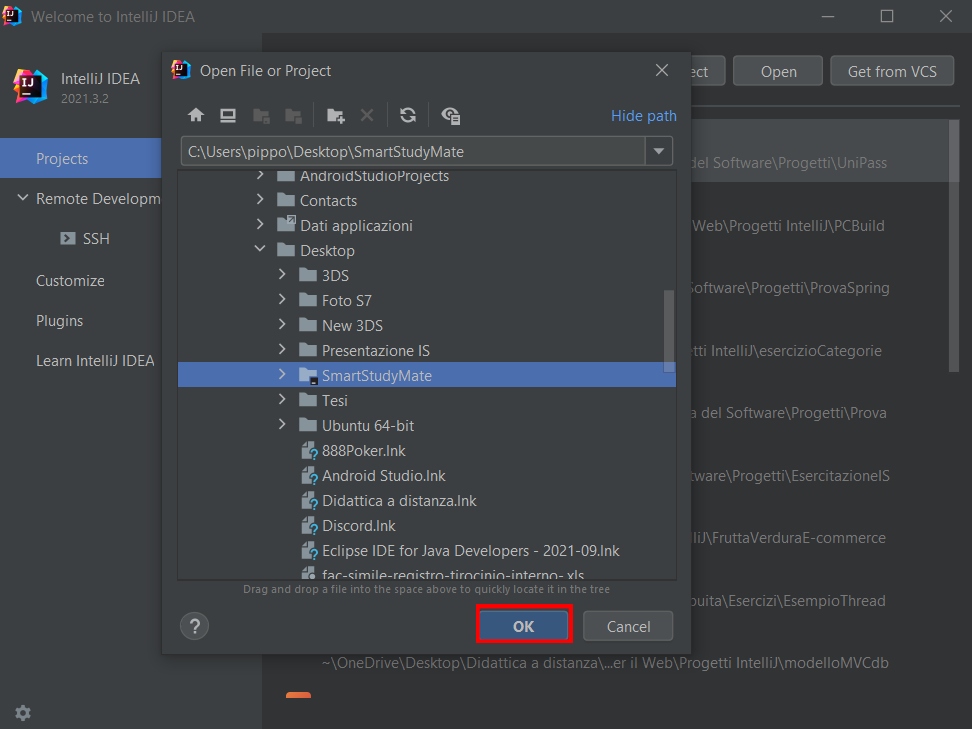 Welcome to IntelliJ IDEA
IntelliJ IDEA
2021.3.2
Projects
Remote Developm
SSH
Customize
Plugins
Learn IntelliJ IDEA
ect
Open
Get from VCS
del Software\Progetti\UniPass
Web\Progetti IntelliJ\PCBuild
Software\Progetti\ProvaSpring
etti IntelliJ\esercizioCategorie
a del Software\Progetti\Prova
tware\Progetti\EsercitazioneIS
lliJ\FruttaVerduraE-commerce
buita\Esercizi\EsempioThread
~\OneDrive\Desktop\Didattica a distanza\...er il Web\Progetti IntelliJ\modelloMVCdb
Open File or Project
Hide path
C:\Users\pippo\Desktop\SmartStudyMate
AndroidStudioProjects
Contacts
Dati applicazioni
Desktop
3DS
Foto S7
New 3DS
Presentazione IS
SmartStudyMate
Tesi
Ubuntu 64-bit
888Poker.lnk
Android Studio.lnk
Didattica a distanza.lnk
Discord.lnk
Eclipse IDE for Java Developers - 2021-09.lnk
fac-simile-registro-tirocinio-interno-.xls
Drag and drop a file into the space above to quickly locate it in the tree
?
OK
Cancel